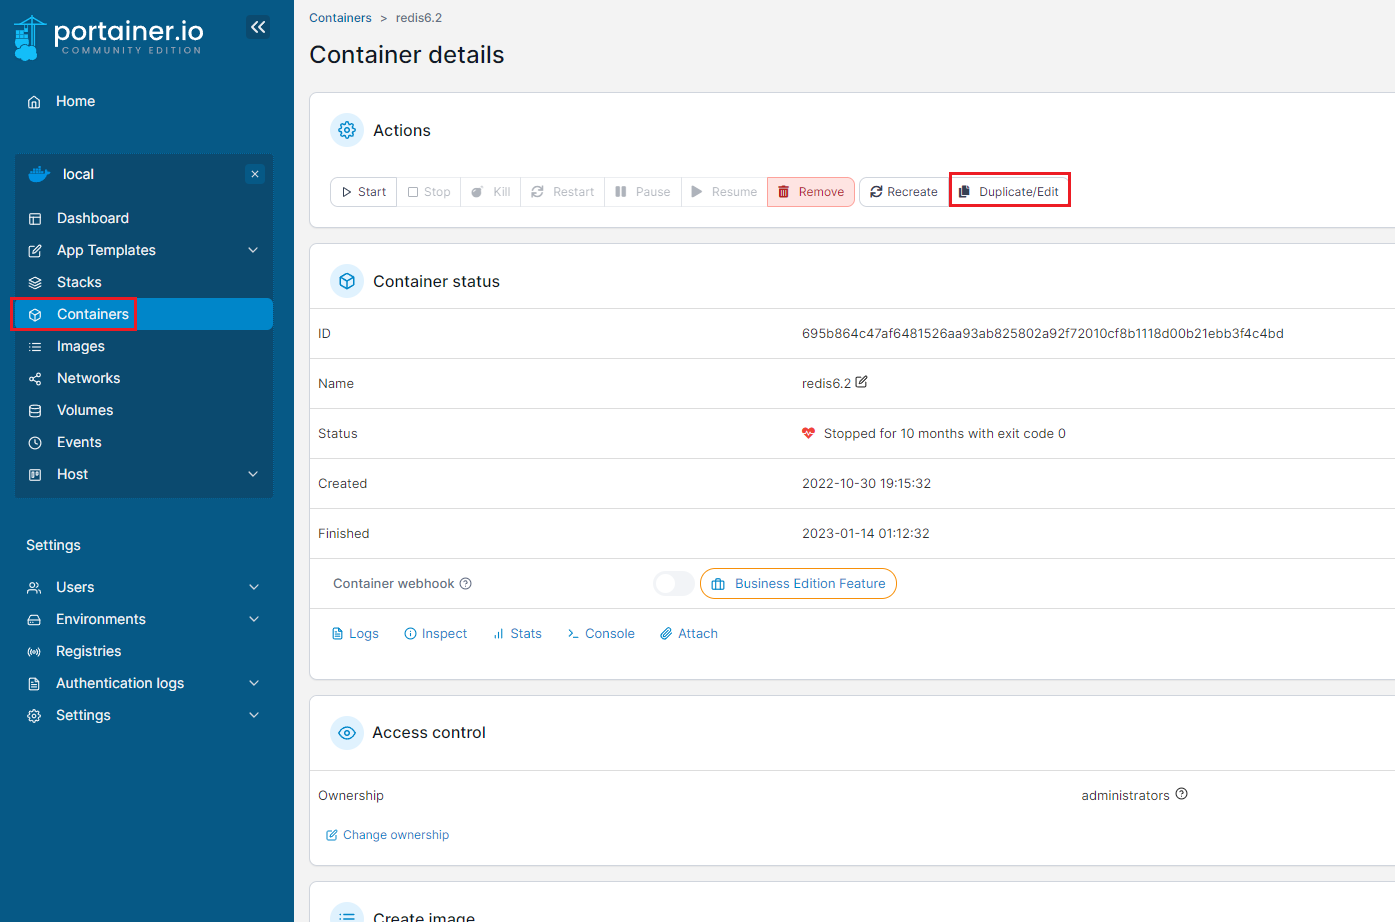 portainer.io
COMMUNITY EDITION
Home
local
Dashboard
App Templates
Stacks
Containers
Images
Networks
Volumes
Events
Host
Settings
Users
Environments
Registries
Authentication logs
Settings
Containers > redis6.2
Container details
Actions
Start Stop Kill Restart Pause Resume Remove Recreate Duplicate/Edit
Container status
ID 695b864c47af6481526aa93ab825802a92f72010cf8b1118d00b21ebb3f4c4bd
Name redis6.2
Status Stopped for 10 months with exit code 0
Created 2022-10-30 19:15:32
Finished 2023-01-14 01:12:32
Container webhook Business Edition Feature
Logs Inspect Stats Console Attach
Access control
Ownership administrators
Change ownership
Create image